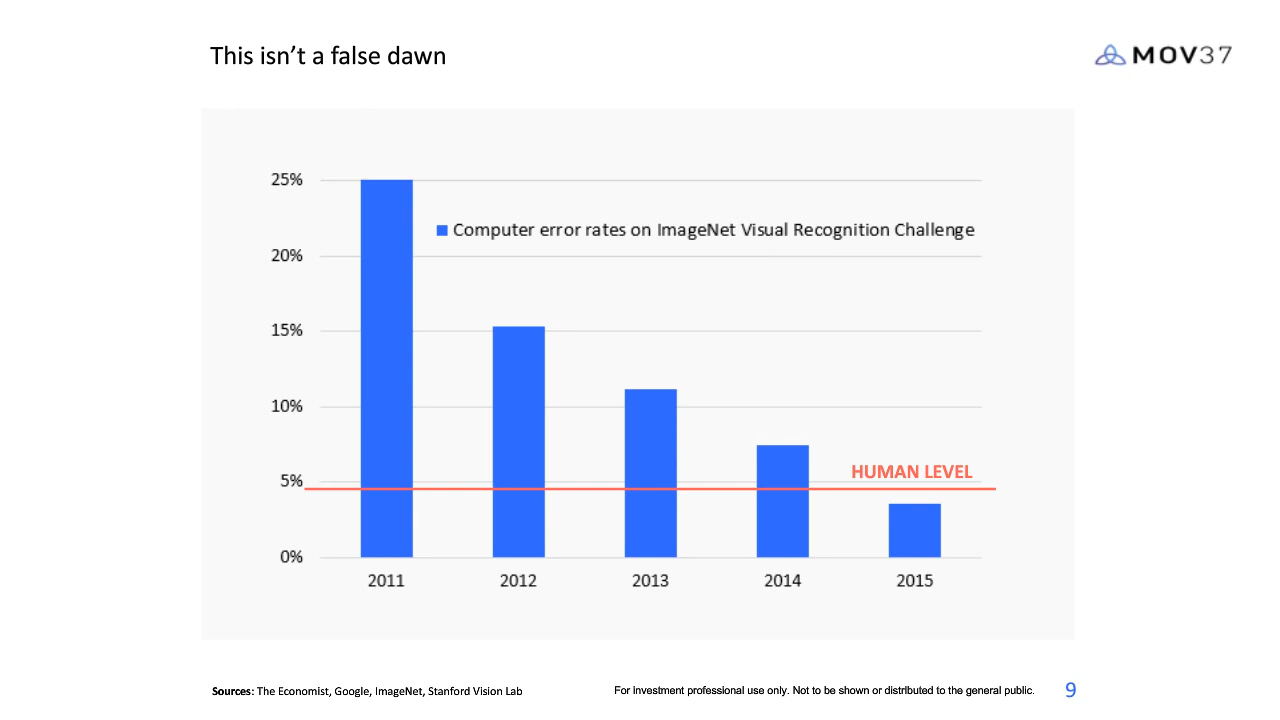 This isn’t a false dawn
MOV37
25%
Computer error rates on ImageNet Visual Recognition Challenge
20%
15%
10%
HUMAN LEVEL
5%
0%
2011 2012 2013 2014 2015
Sources: The Economist, Google, ImageNet, Stanford Vision Lab
For investment professional use only. Not to be shown or distributed to the general public.
9